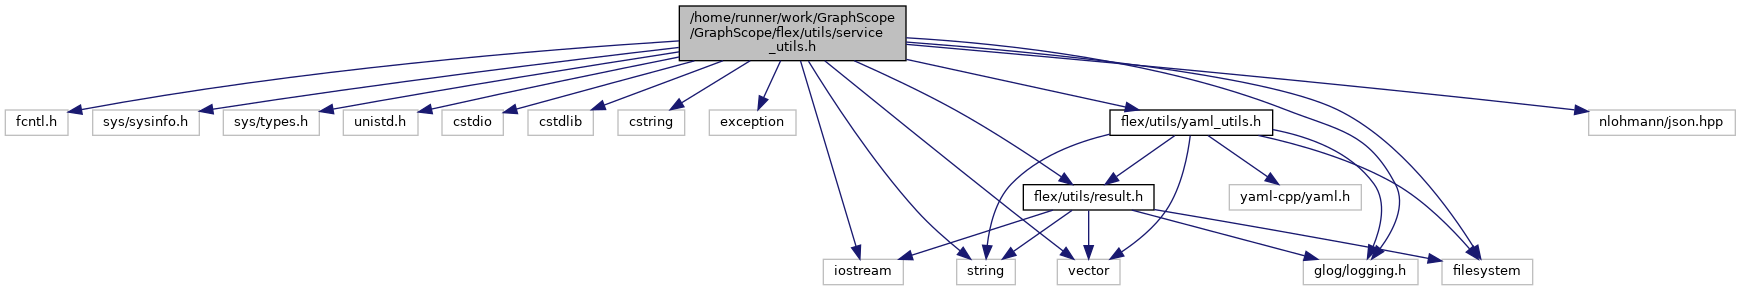 /home/runner/work/GraphScope
/GraphScope/flex/utils/service
_utils.h
fcntl.h
sys/sysinfo.h
sys/types.h
unistd.h
cstdio
cstdlib
cstring
exception
flex/utils/yaml_utils.h
nlohmann/json.hpp
flex/utils/result.h
yaml-cpp/yaml.h
iostream
string
vector
glog/logging.h
filesystem